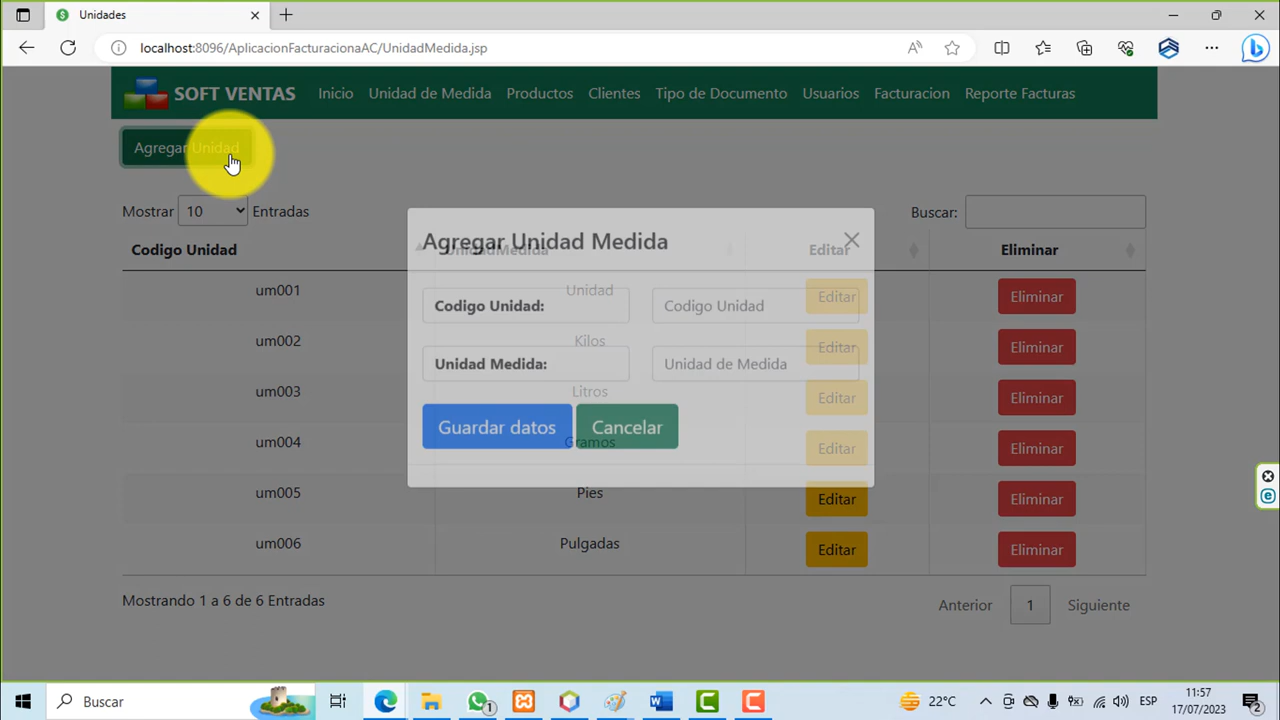 Unidades
localhost:8096/AplicacionFacturacionaAC/UnidadMedida.jsp
SOFT VENTAS Inicio Unidad de Medida Productos Clientes Tipo de Documento Usuarios Facturacion Reporte Facturas
Agregar Unidad
Mostrar 10 Entradas Buscar:
Agregar Unidad Medida
Codigo Unidad UnidadMedida Editar Eliminar
um001 Unidad Editar Eliminar
Codigo Unidad: Codigo Unidad
um002 Kilos Editar Eliminar
Unidad Medida: Unidad de Medida
um003 Litros Editar Eliminar
Guardar datos Cancelar
um004 Gramos Editar Eliminar
um005 Pies Editar Eliminar
um006 Pulgadas Editar Eliminar
Mostrando 1 a 6 de 6 Entradas Anterior 1 Siguiente
Buscar 1 22°C ESP 11:57
17/07/2023 2